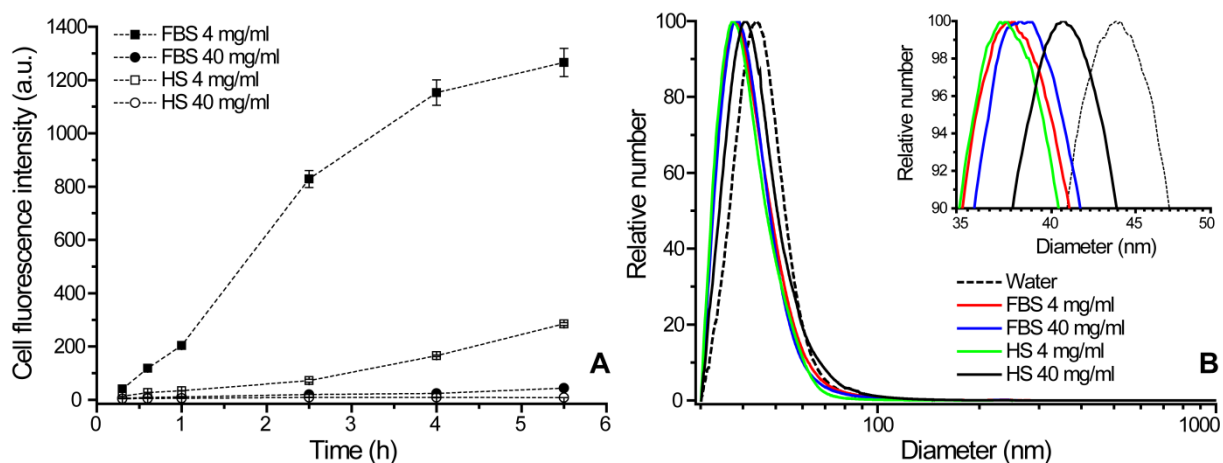 Cell fluorescence intensity (a.u.)
1400
1200
1000
800
600
400
200
0
FBS 4 mg/ml
FBS 40 mg/ml
HS 4 mg/ml
HS 40 mg/ml
A
0 1 2 3 4 5 6
Time (h)
Relative number
100
80
60
40
20
0
B
100 1000
Diameter (nm)
Relative number
100
98
96
94
92
90
35 40 45 50
Diameter (nm)
Water
FBS 4 mg/ml
FBS 40 mg/ml
HS 4 mg/ml
HS 40 mg/ml